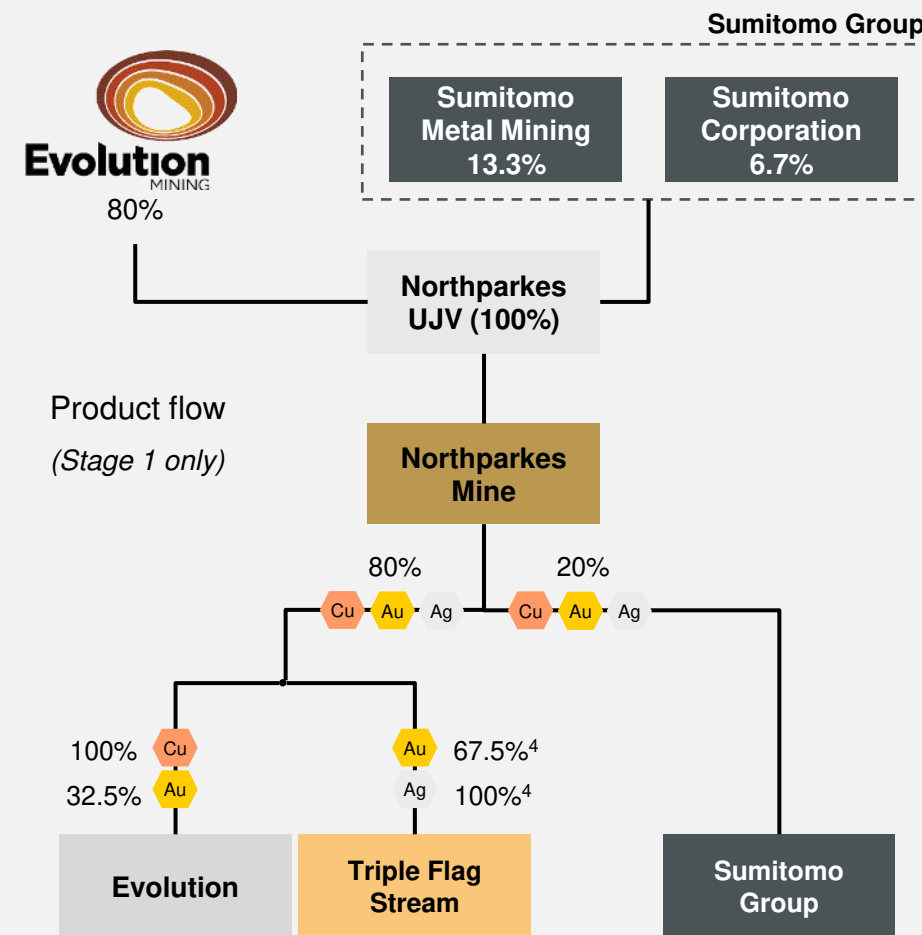 Sumitomo Group
Evolution
MINING
80%
Sumitomo
Metal Mining
13.3%
Sumitomo
Corporation
6.7%
Northparkes
UJV (100%)
Product flow
(Stage 1 only)
Northparkes
Mine
80%
20%
Cu Au Ag
Cu Au Ag
100% Cu
32.5% Au
Au 67.5%⁴
Ag 100%⁴
Evolution
Triple Flag
Stream
Sumitomo
Group